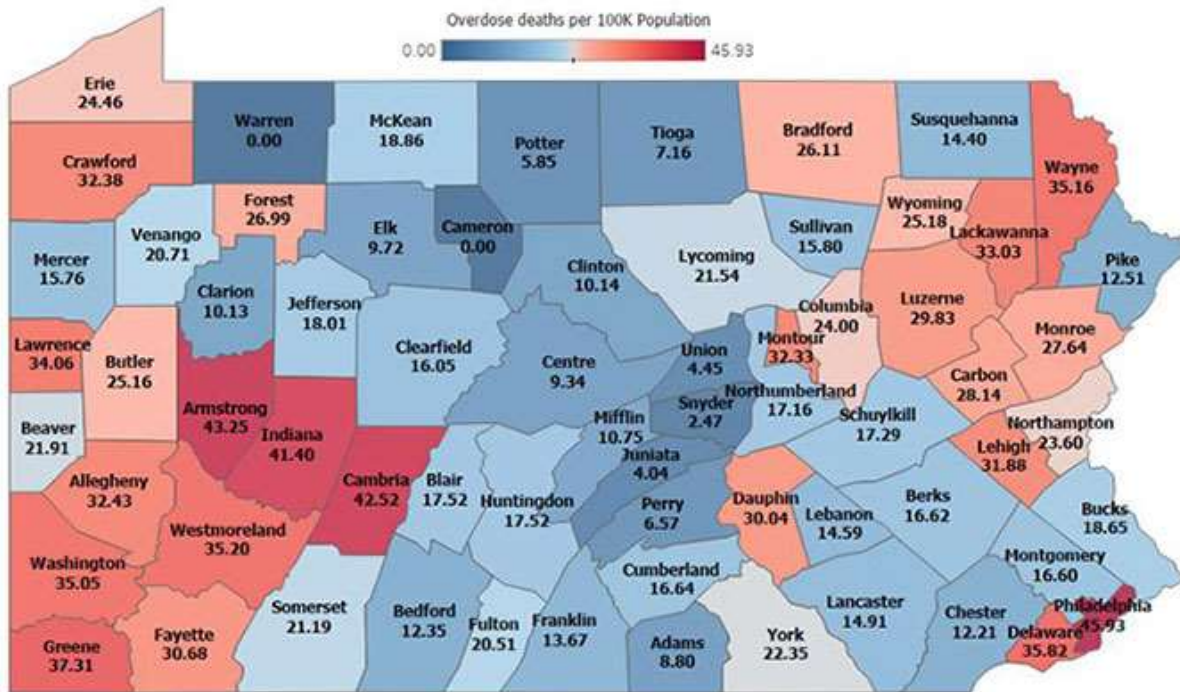 Overdose deaths per 100K Population
0.00
45.93
Erie
24.46
Warren
0.00
McKean
18.86
Potter
5.85
Tioga
7.16
Bradford
26.11
Susquehanna
14.40
Wayne
35.16
Crawford
32.38
Forest
26.99
Elk
9.72
Cameron
0.00
Wyoming
25.18
Lackawanna
33.03
Sullivan
15.80
Venango
20.71
Mercer
15.76
Clinton
10.14
Lycoming
21.54
Pike
12.51
Clarion
10.13
Jefferson
18.01
Columbia
24.00
Luzerne
29.83
Lawrence
34.06
Butler
25.16
Clearfield
16.05
Centre
9.34
Union
4.45
Montour
32.33
Monroe
27.64
Carbon
28.14
Armstrong
43.25
Snyder
2.47
Northumberland
17.16
Beaver
21.91
Indiana
41.40
Mifflin
10.75
Schuylkill
17.29
Northampton
23.60
Allegheny
32.43
Cambria
42.52
Blair
17.52
Huntingdon
17.52
Juniata
4.04
Lehigh
31.88
Westmoreland
35.20
Perry
6.57
Dauphin
30.04
Lebanon
14.59
Berks
16.62
Bucks
18.65
Washington
35.05
Cumberland
16.64
Montgomery
16.60
Somerset
21.19
Bedford
12.35
Fulton
20.51
Franklin
13.67
Lancaster
14.91
Chester
12.21
Philadelphia
45.93
Greene
37.31
Fayette
30.68
Adams
8.80
York
22.35
Delaware
35.82